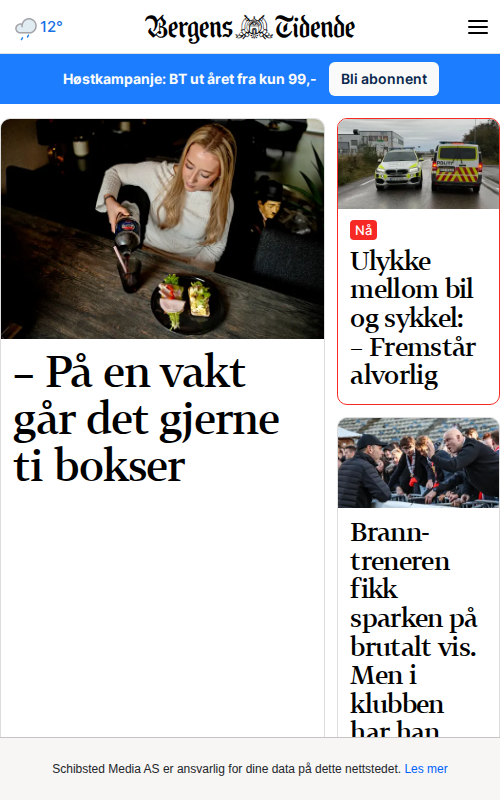 12°
Bergens Tidende
Høstkampanje: BT ut året fra kun 99,-
Bli abonnent
– På en vakt
går det gjerne
ti bokser
Nå
Ulykke
mellom bil
og sykkel:
– Fremstår
alvorlig
Brann-
treneren
fikk
sparken på
brutalt vis.
Men i
klubben
har han
Schibsted Media AS er ansvarlig for dine data på dette nettstedet. Les mer